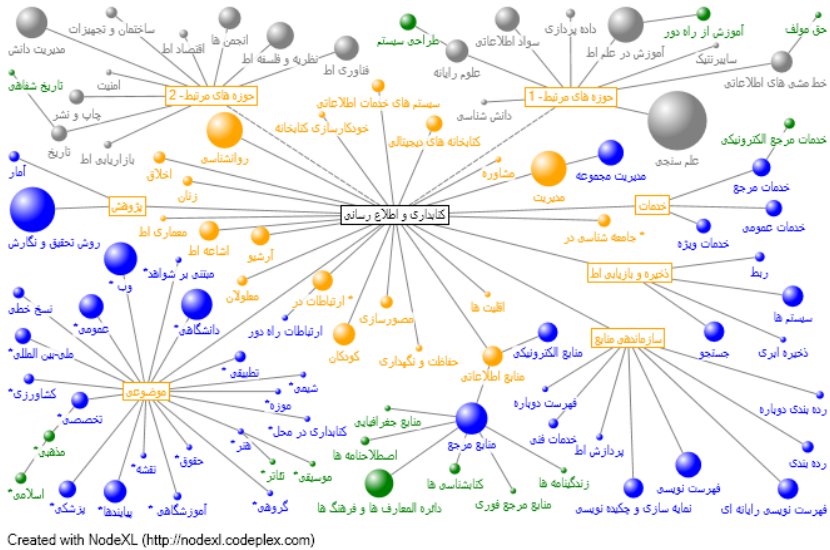 ساختمان و تجهیزات
انجمن ها
مدیریت دانش
اقتصاد اط
نظریه و فلسفه اط
فناوری اط
امنیت
تاریخ شفاهی
چاپ و نشر
تاریخ
بازاریابی اط
حوزه های مرتبط- 2
طراحی سیستم
علوم رایانه
سواد اطلاعاتی
داده پردازی
آموزش در علم اط
آموزش از راه دور
حق مولف
سایبرنتیک
خط مشی های اطلاعاتی
دانش شناسی
حوزه های مرتبط- 1
علم سنجی
سیستم های خدمات اطلاعاتی
خودکارسازی کتابخانه
کتابخانه های دیجیتالی
روانشناسی
اخلاق
زنان
مشاوره
مدیریت
مدیریت مجموعه
خدمات مرجع الکترونیکی
خدمات مرجع
خدمات
خدمات عمومی
خدمات ویژه
آمار
پژوهش
روش تحقیق و نگارش
کتابداری و اطلاع رسانی
معماری اط
اشاعه اط
آرشیو
معلولان
* جامعه شناسی در
ذخیره و بازیابی اط
ربط
سیستم ها
ذخیره ابری
جستجو
* ارتباطات در
ارتباطات راه دور
مصورسازی
کودکان
حفاظت و نگهداری
اقلیت ها
منابع اطلاعاتی
منابع الکترونیکی
سازماندهی منابع
مبتنی بر شواهد*
وب *
نسخ خطی
عمومی*
دانشگاهی*
ملی-بین المللی*
تطبیقی *
کشاورزی*
موضوعی
شیمی*
موزه*
تخصصی*
کتابداری در محل*
مذهبی*
اسلامی*
هنر*
تئاتر*
موسیقی*
نقشه*
حقوق*
پزشکی*
پیایندها*
آموزشگاهی *
گروهی*
منابع جغرافیایی
اصطلاحنامه ها
منابع مرجع
دائره المعارف ها و فرهنگ ها
کتابشناسی ها
منابع مرجع فوری
زندگینامه ها
فهرست دوباره
خدمات فنی
پردازش اط
نمایه سازی و چکیده نویسی
فهرست نویسی
فهرست نویسی رایانه ای
رده بندی
رده بندی دوباره
Created with NodeXL (http://nodexl.codeplex.com)